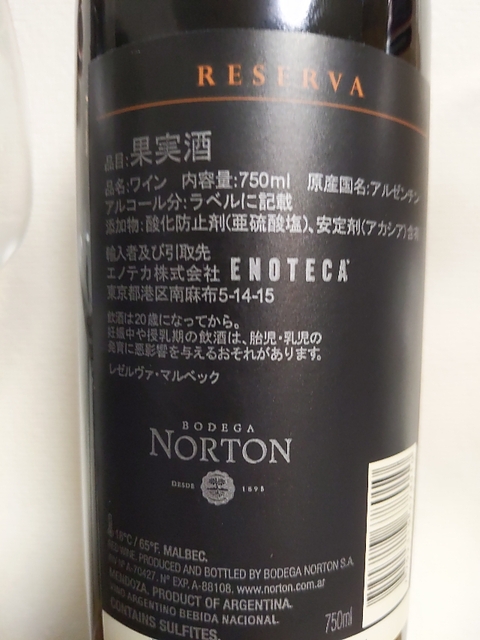 RESERVA
品目:果実酒
品名:ワイン 内容量:750ml 原産国名:アルゼンチン
アルコール分:ラベルに記載
添加物:酸化防止剤(亜硫酸塩)、安定剤(アカシア)含有
輸入者及び引取先
エノテカ株式会社 ENOTECA
東京都港区南麻布5-14-15
飲酒は20歳になってから。
妊娠中や授乳期の飲酒は、胎児・乳児の
発育に悪影響を与えるおそれがあります。
レゼルヴァ・マルベック
BODEGA
NORTON
DESDE 1895
18°C / 65°F. MALBEC.
RED WINE. PRODUCED AND BOTTLED BY BODEGA NORTON S.A.
A-70427. N° EXP. A-88108. www.norton.com.ar
MENDOZA. PRODUCT OF ARGENTINA.
VINO ARGENTINO BEBIDA NACIONAL.
CONTAINS SULFITES.
750ml